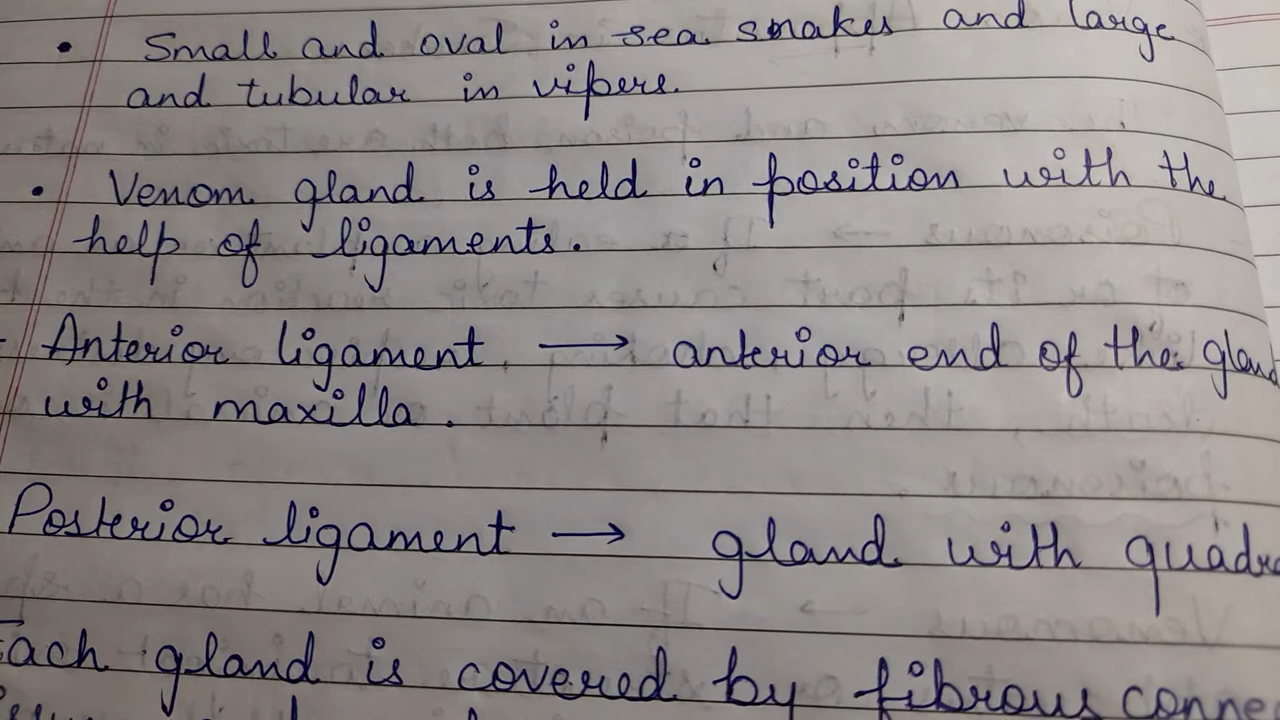 • Small and oval in sea snakes and large
and tubular in vipers.
• Venom gland is held in position with the
help of ligaments.
Anterior ligament → anterior end of the gland
with maxilla.
Posterior ligament → gland with quadra
Each gland is covered by fibrous conne